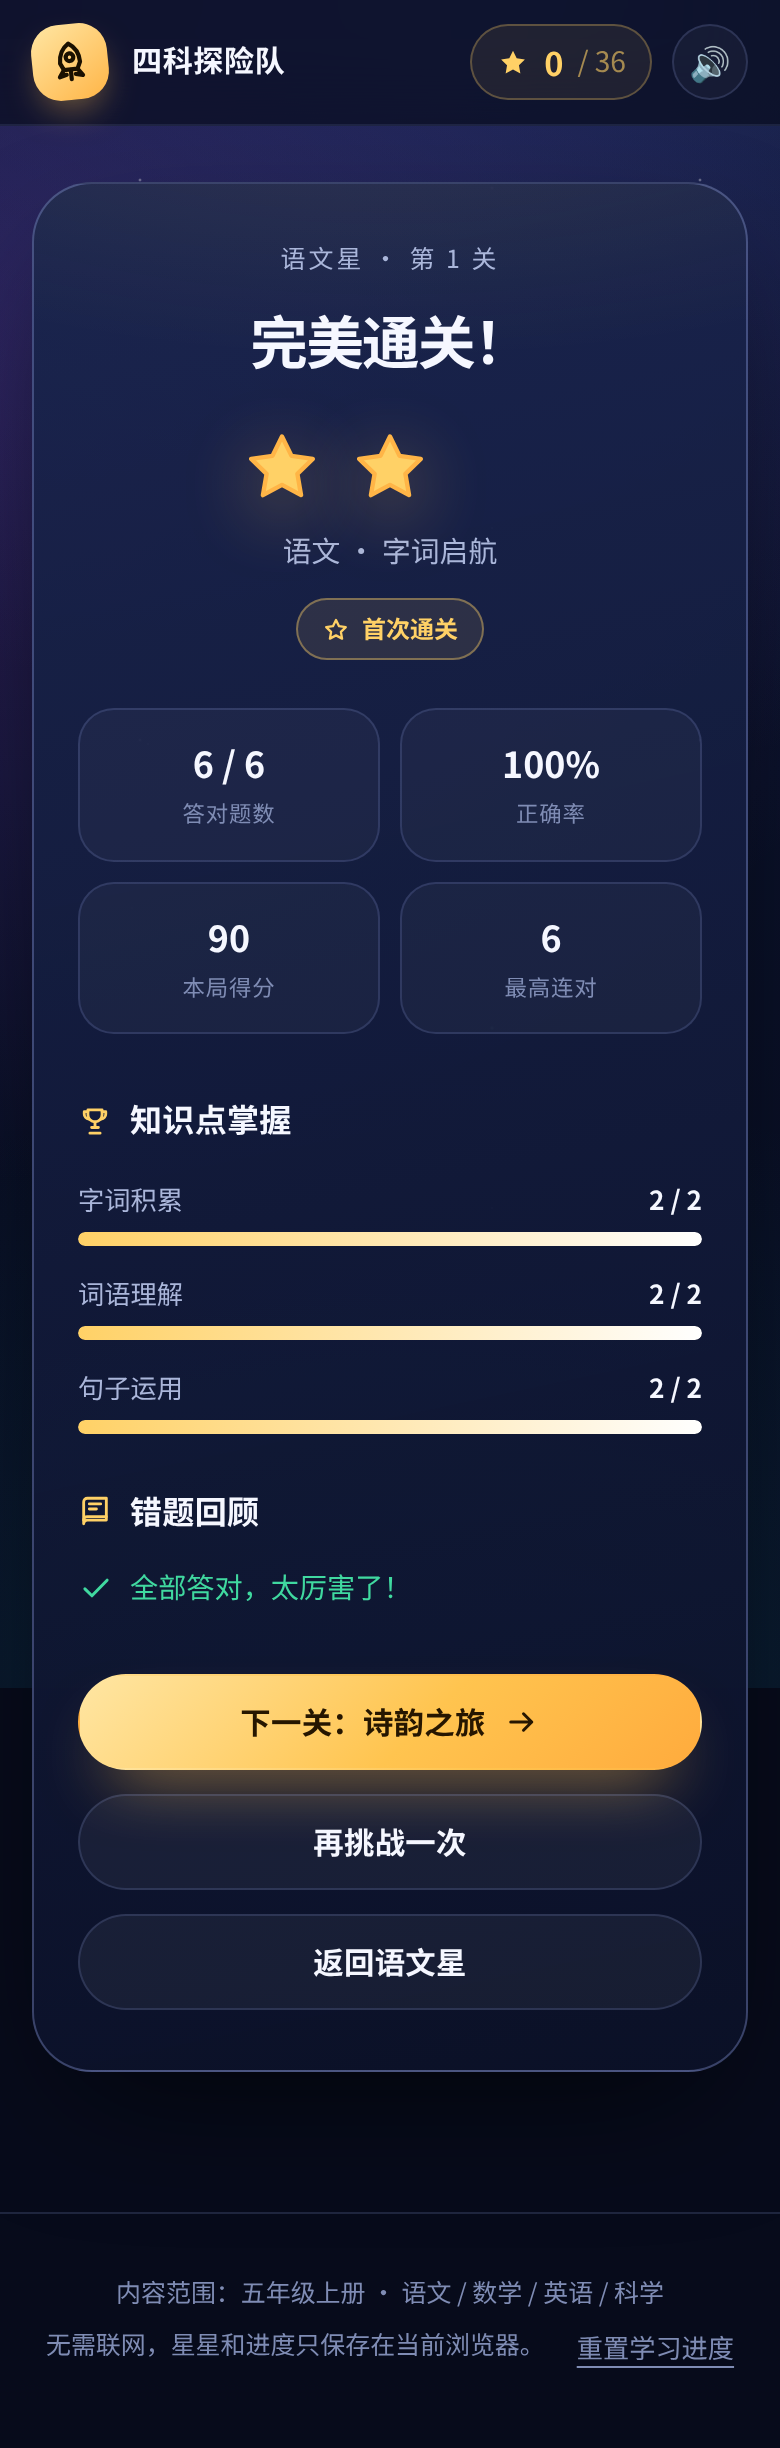 四科探险队
0 / 36
语文星 · 第 1 关
完美通关！
语文 · 字词启航
首次通关
6 / 6
答对题数
100%
正确率
90
本局得分
6
最高连对
知识点掌握
字词积累 2 / 2
词语理解 2 / 2
句子运用 2 / 2
错题回顾
全部答对，太厉害了！
下一关：诗韵之旅 →
再挑战一次
返回语文星
内容范围：五年级上册 · 语文 / 数学 / 英语 / 科学
无需联网，星星和进度只保存在当前浏览器。 重置学习进度